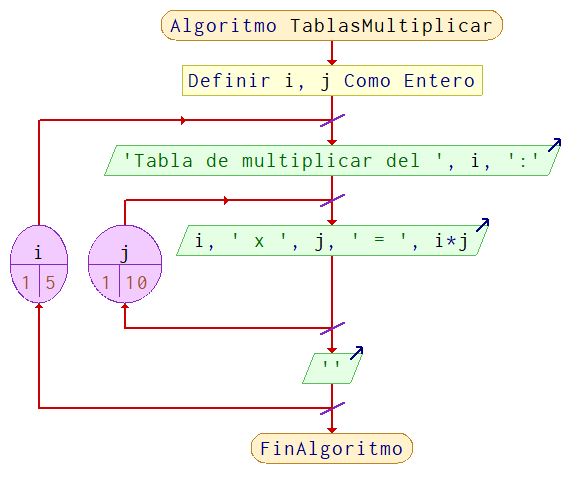 Algoritmo TablasMultiplicar
Definir i, j Como Entero
'Tabla de multiplicar del ', i, ':'
i, ' x ', j, ' = ', i*j
i
1 5
j
1 10
''
FinAlgoritmo